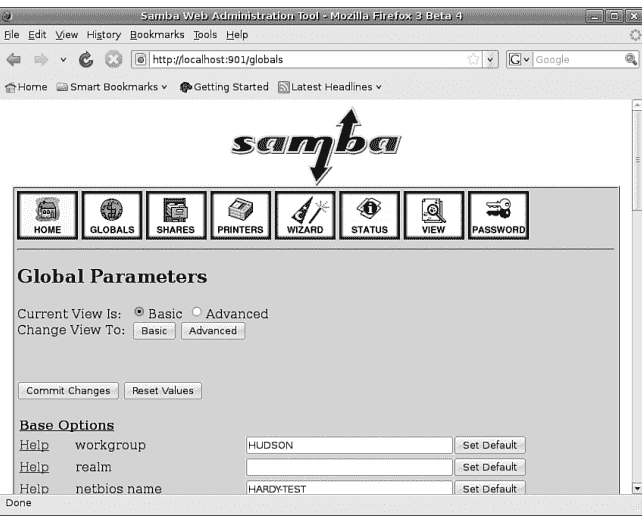 Samba Web Administration Tool - Mozilla Firefox 3 Beta 4
File Edit View History Bookmarks Tools Help
http://localhost:901/globals
G Google
Home Smart Bookmarks Getting Started Latest Headlines
samba
HOME GLOBALS SHARES PRINTERS WIZARD STATUS VIEW PASSWORD
Global Parameters
Current View Is: Basic Advanced
Change View To: Basic Advanced
Commit Changes Reset Values
Base Options
Help workgroup HUDSON Set Default
Help realm Set Default
Help netbios name HARDY-TEST Set Default
Done